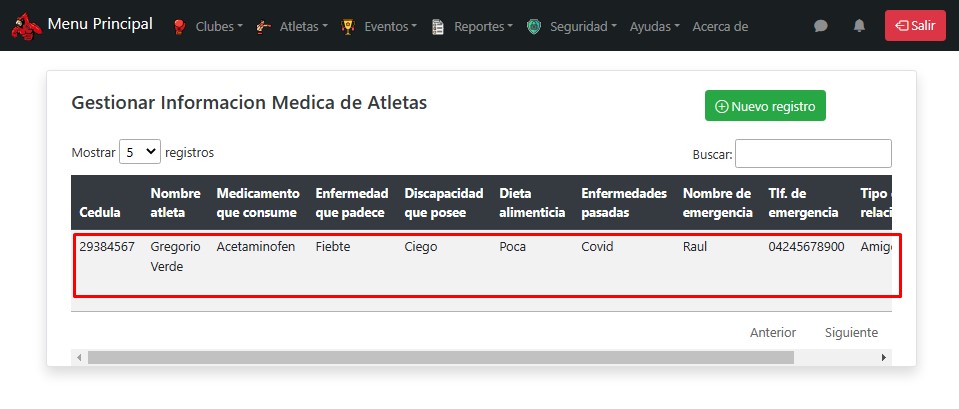 Menu Principal Clubes Atletas Eventos Reportes Seguridad Ayudas Acerca de Salir
Gestionar Informacion Medica de Atletas
Nuevo registro
Mostrar 5 registros
Buscar:
Cedula Nombre atleta Medicamento que consume Enfermedad que padece Discapacidad que posee Dieta alimenticia Enfermedades pasadas Nombre de emergencia Tlf. de emergencia Tipo relaci
29384567 Gregorio Verde Acetaminofen Fiebte Ciego Poca Covid Raul 04245678900 Amig
Anterior Siguiente